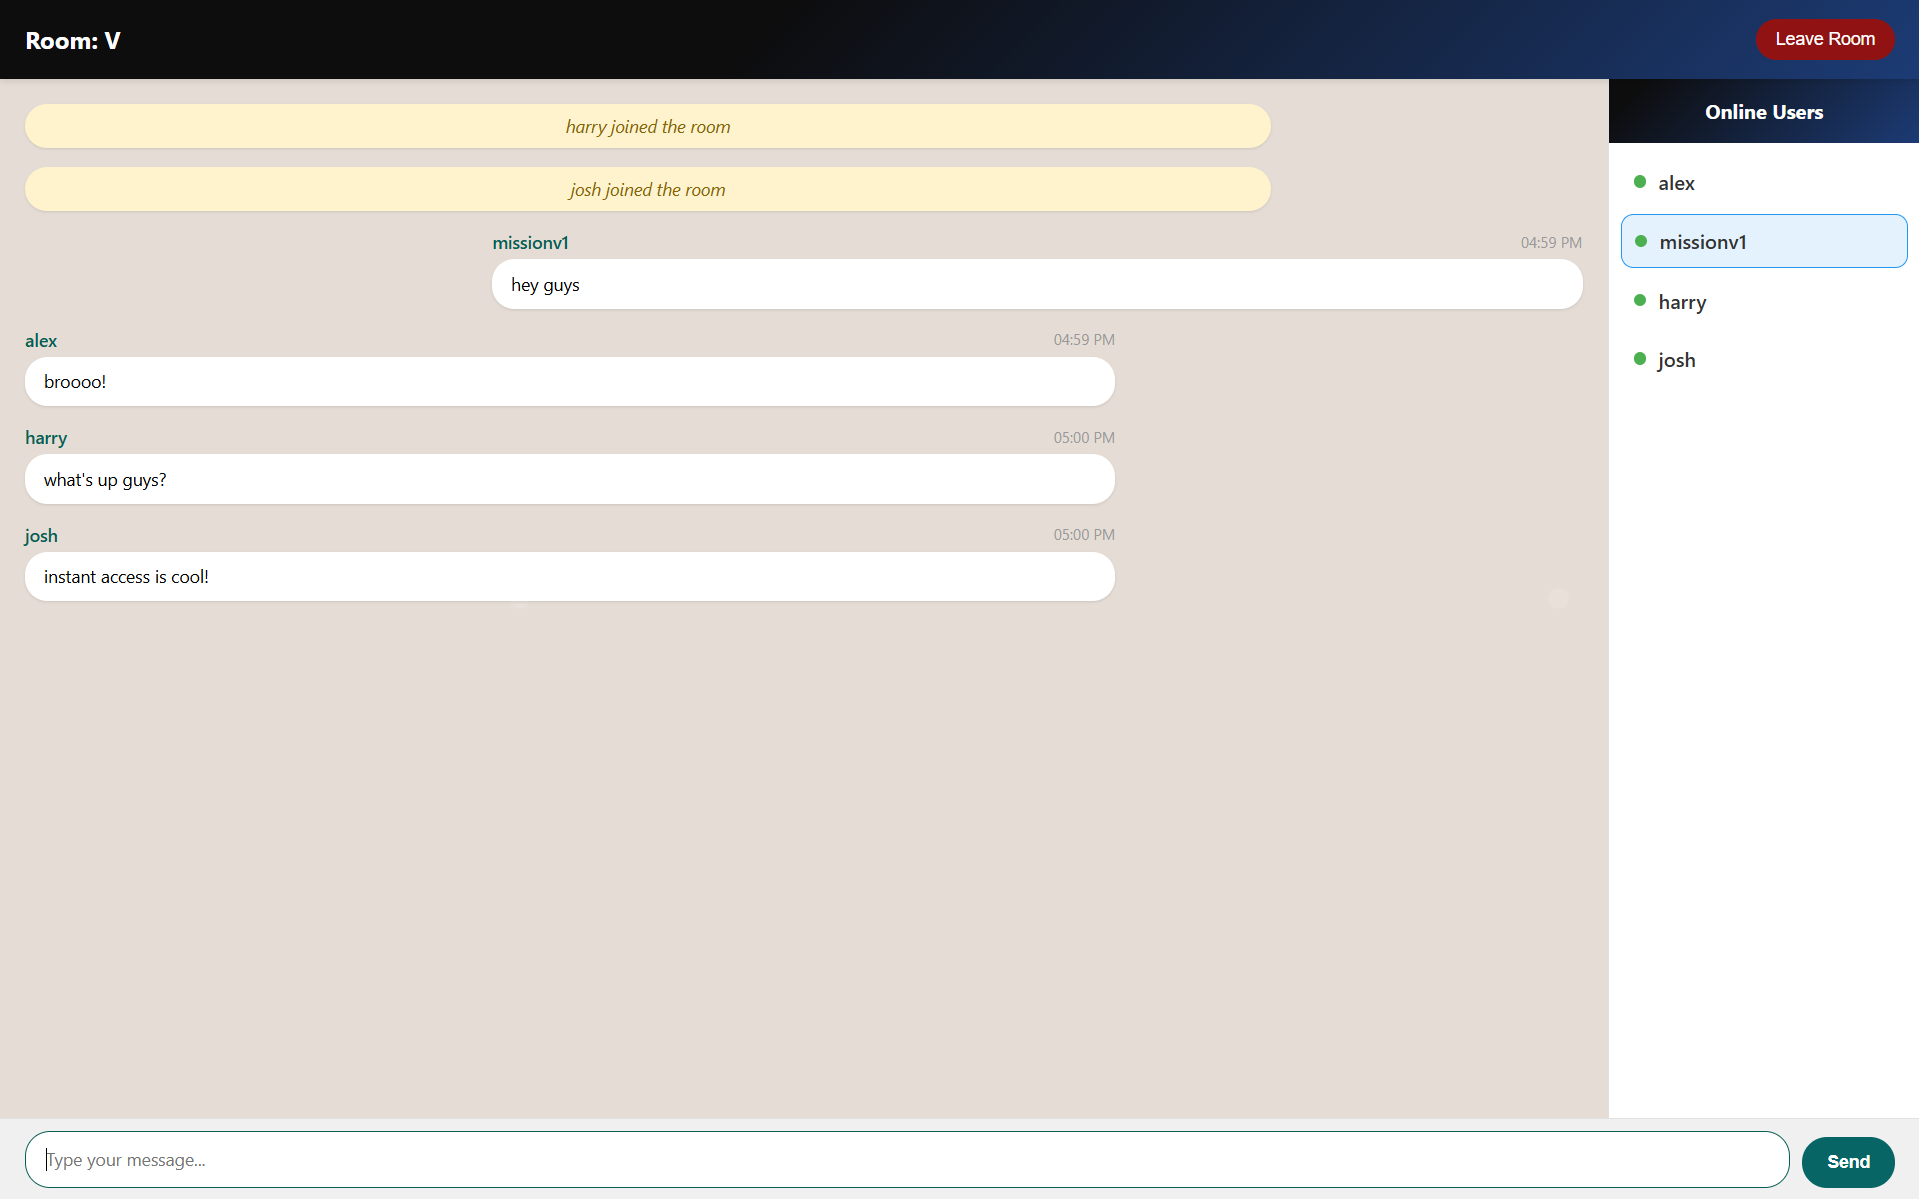 Room: V
Leave Room
harry joined the room
josh joined the room
missionv1 04:59 PM
hey guys
alex 04:59 PM
broooo!
harry 05:00 PM
what's up guys?
josh 05:00 PM
instant access is cool!
Online Users
alex
missionv1
harry
josh
Type your message...
Send